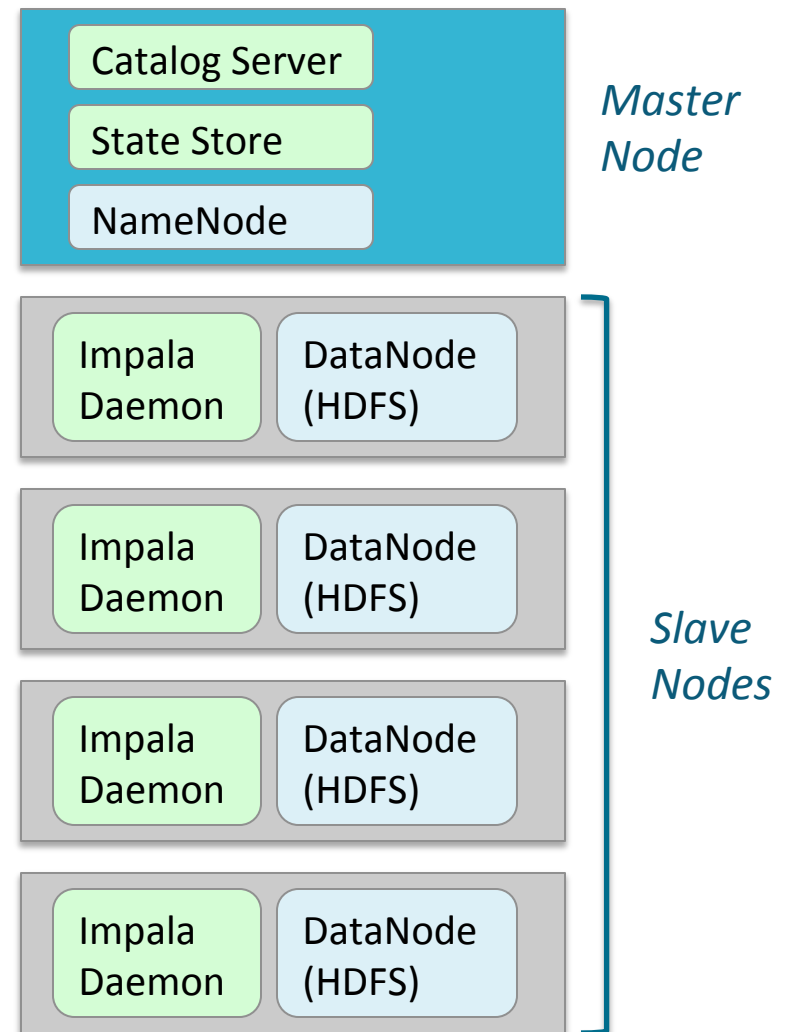 Catalog Server
State Store
NameNode
Master
Node
Impala
Daemon
DataNode
(HDFS)
Impala
Daemon
DataNode
(HDFS)
Slave
Nodes
Impala
Daemon
DataNode
(HDFS)
Impala
Daemon
DataNode
(HDFS)